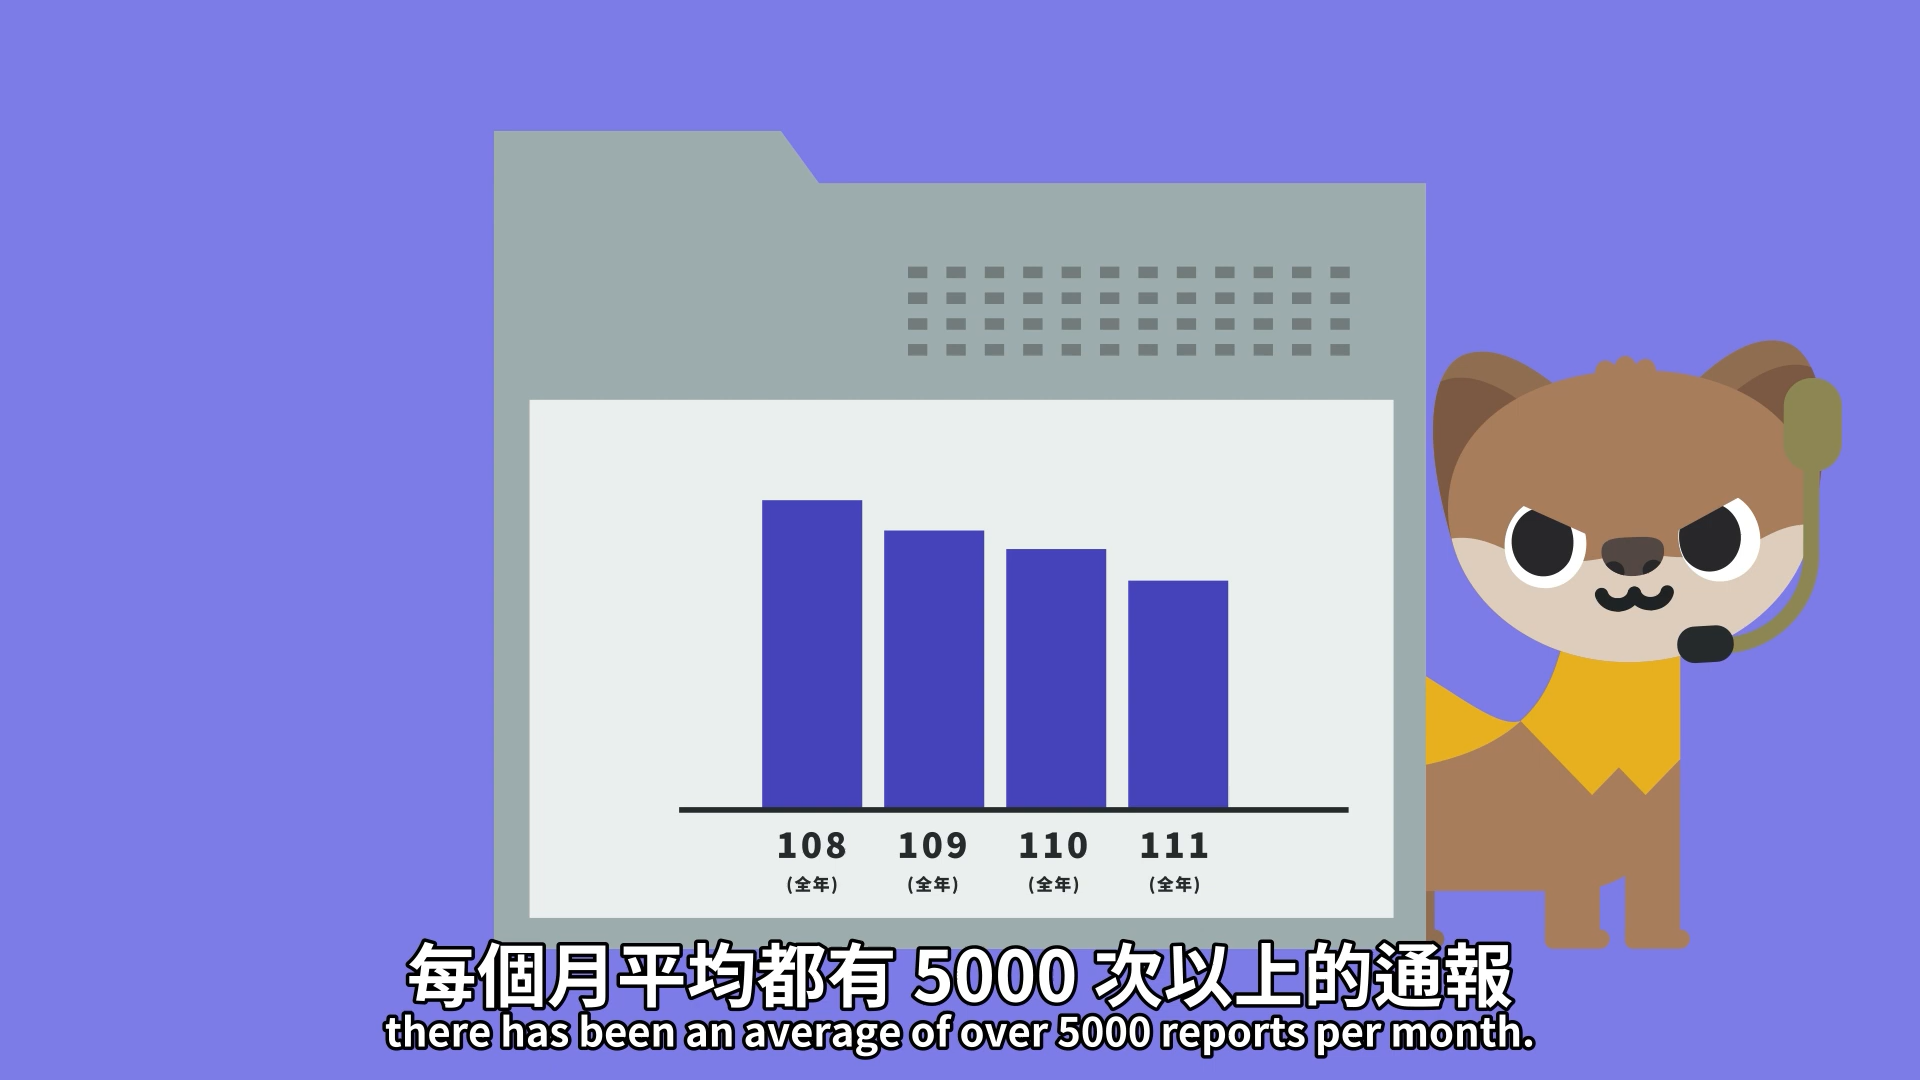 108 109 110 111
(全年) (全年) (全年) (全年)
每個月平均都有 5000 次以上的通報
there has been an average of over 5000 reports per month.